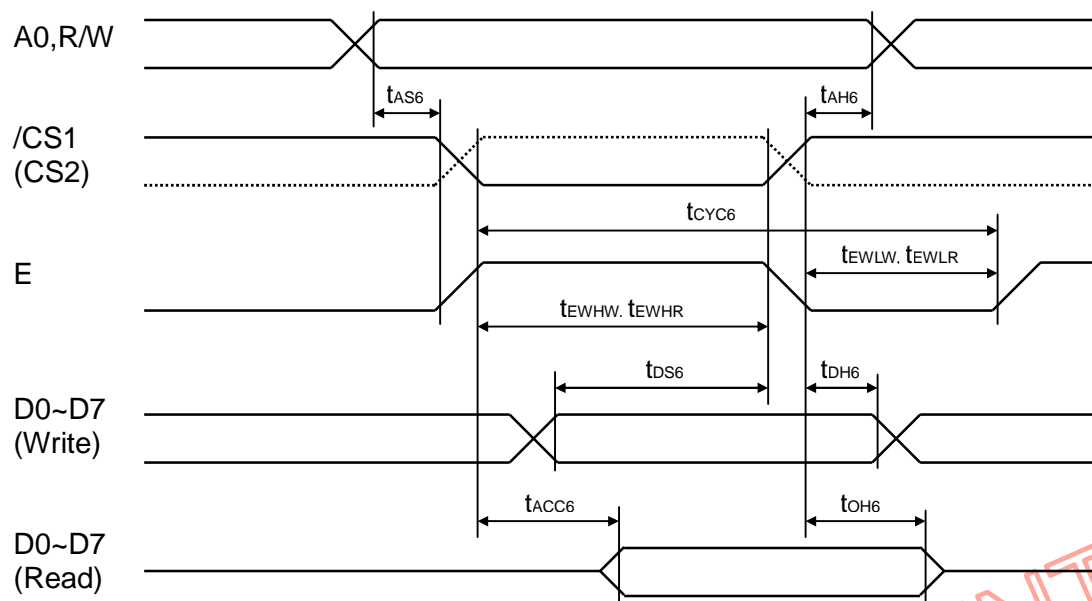 A0,R/W
tAS6
tAH6
/CS1
(CS2)
tCYC6
tEWLW. tEWLR
E
tEWHW. tEWHR
tDS6
tDH6
D0~D7
(Write)
tACC6
tOH6
D0~D7
(Read)